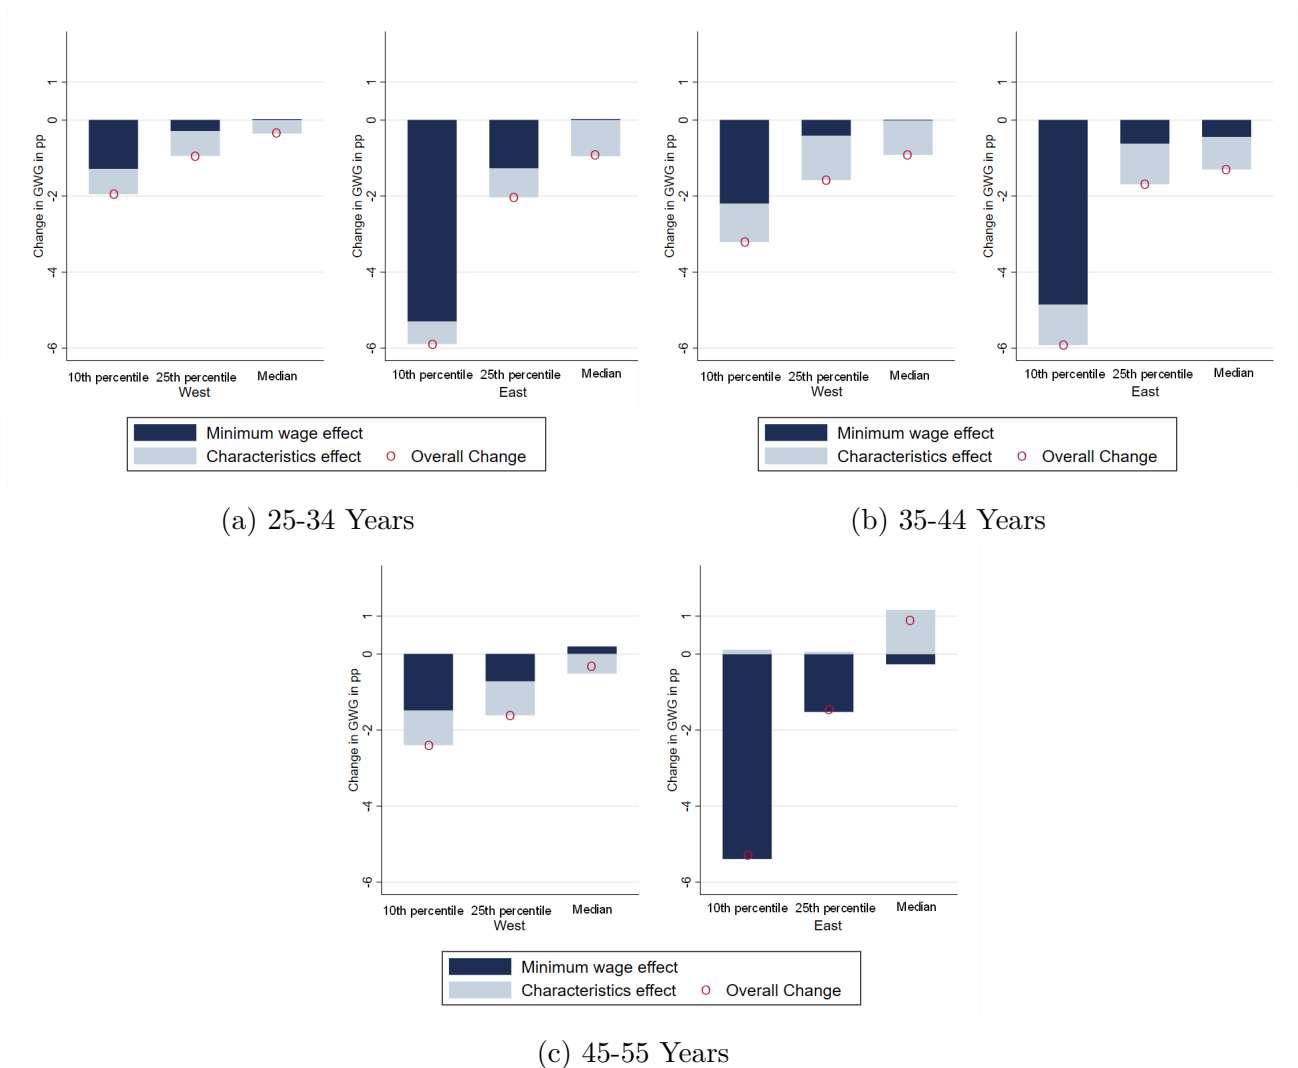 Change in GWG in pp
1
0
-2
-4
-6
10th percentile 25th percentile Median
West
Change in GWG in pp
1
0
-2
-4
-6
10th percentile 25th percentile Median
East
Minimum wage effect
Characteristics effect o Overall Change
(a) 25-34 Years
Change in GWG in pp
1
0
-2
-4
-6
10th percentile 25th percentile Median
West
Change in GWG in pp
1
0
-2
-4
-6
10th percentile 25th percentile Median
East
Minimum wage effect
Characteristics effect o Overall Change
(b) 35-44 Years
Change in GWG in pp
1
0
-2
-4
-6
10th percentile 25th percentile Median
West
Change in GWG in pp
1
0
-2
-4
-6
10th percentile 25th percentile Median
East
Minimum wage effect
Characteristics effect o Overall Change
(c) 45-55 Years